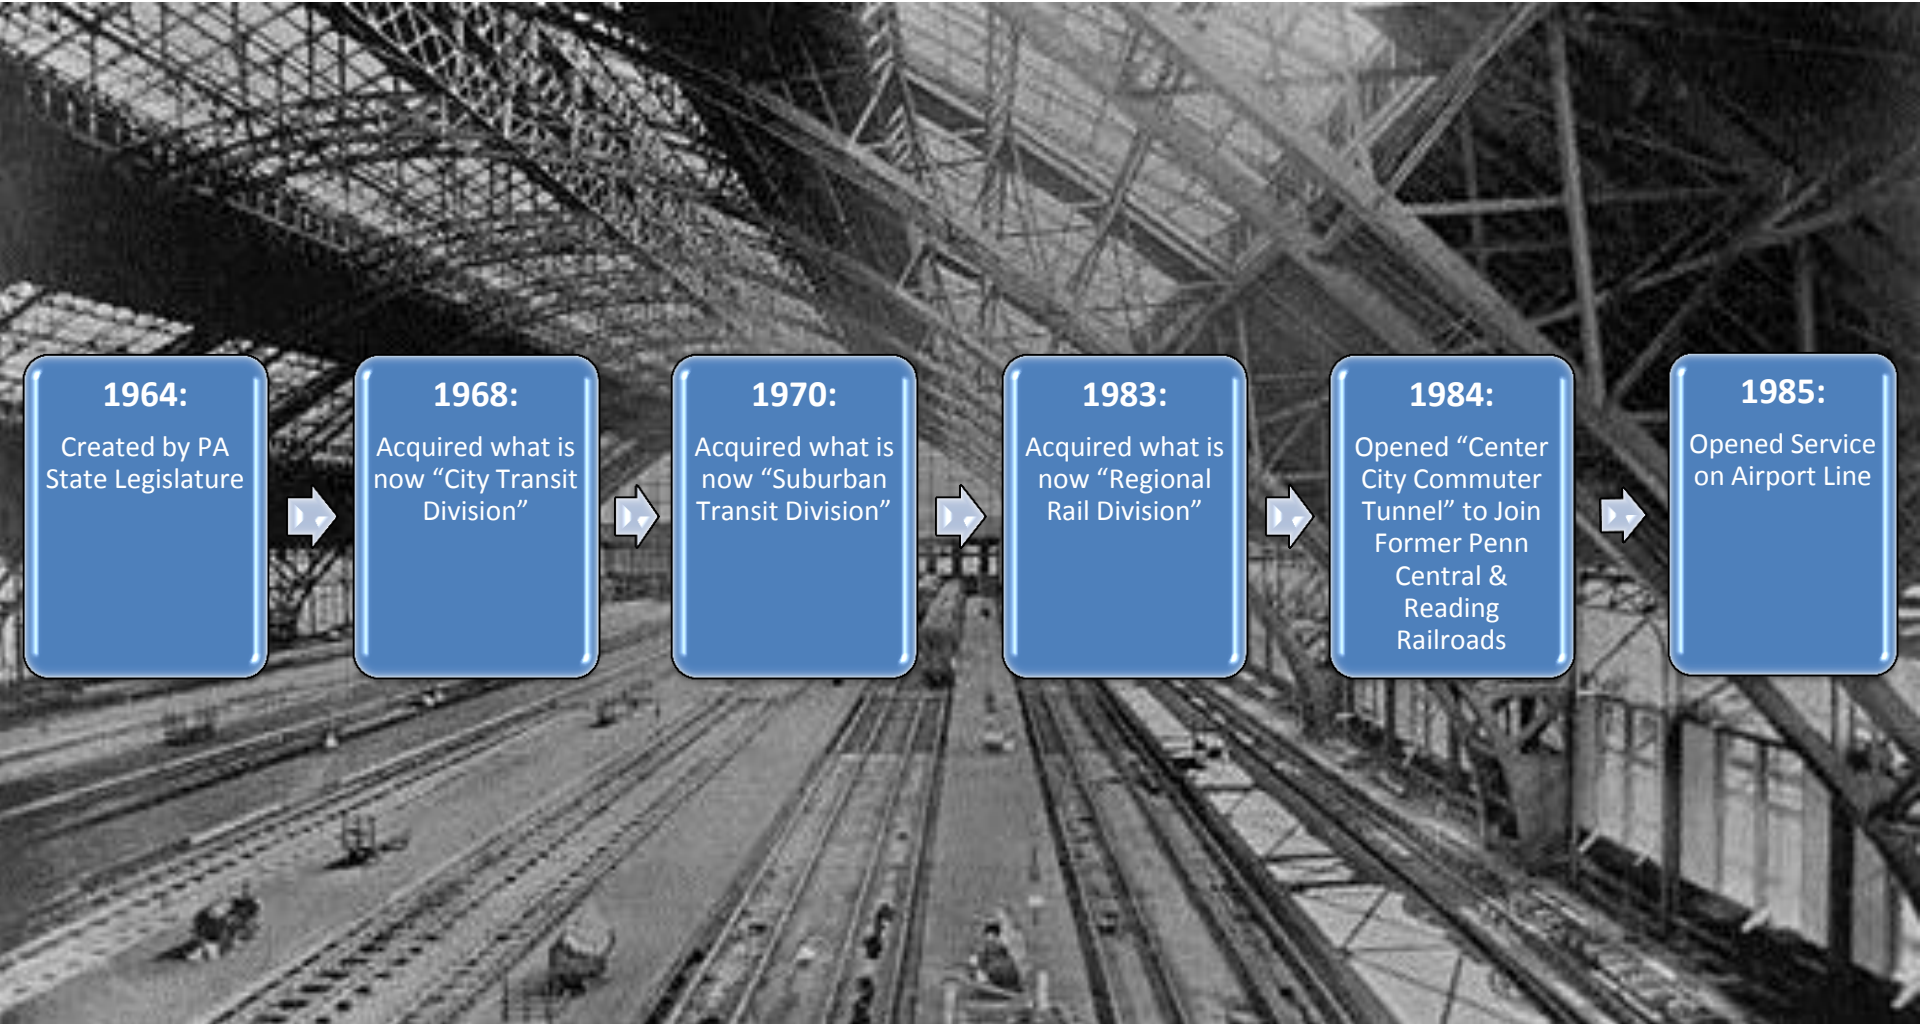 1964:
Created by PA
State Legislature
1968:
Acquired what is
now “City Transit
Division”
1970:
Acquired what is
now “Suburban
Transit Division”
1983:
Acquired what is
now “Regional
Rail Division”
1984:
Opened “Center
City Commuter
Tunnel” to Join
Former Penn
Central &
Reading
Railroads
1985:
Opened Service
on Airport Line